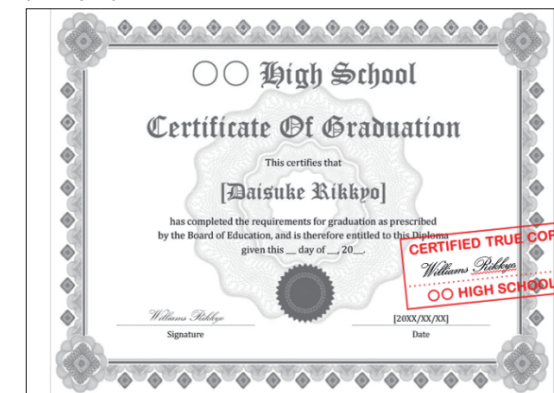 ○○ High School
Certificate Of Graduation
This certifies that
[Daisuke Rikkyo]
has completed the requirements for graduation as prescribed
by the Board of Education, and is therefore entitled to this Diploma
given this __ day of __, 20__.
CERTIFIED TRUE COP
Williams Rikkyo
○○ HIGH SCHOOL
Williams Rikkyo
Signature
[20XX/XX/XX]
Date